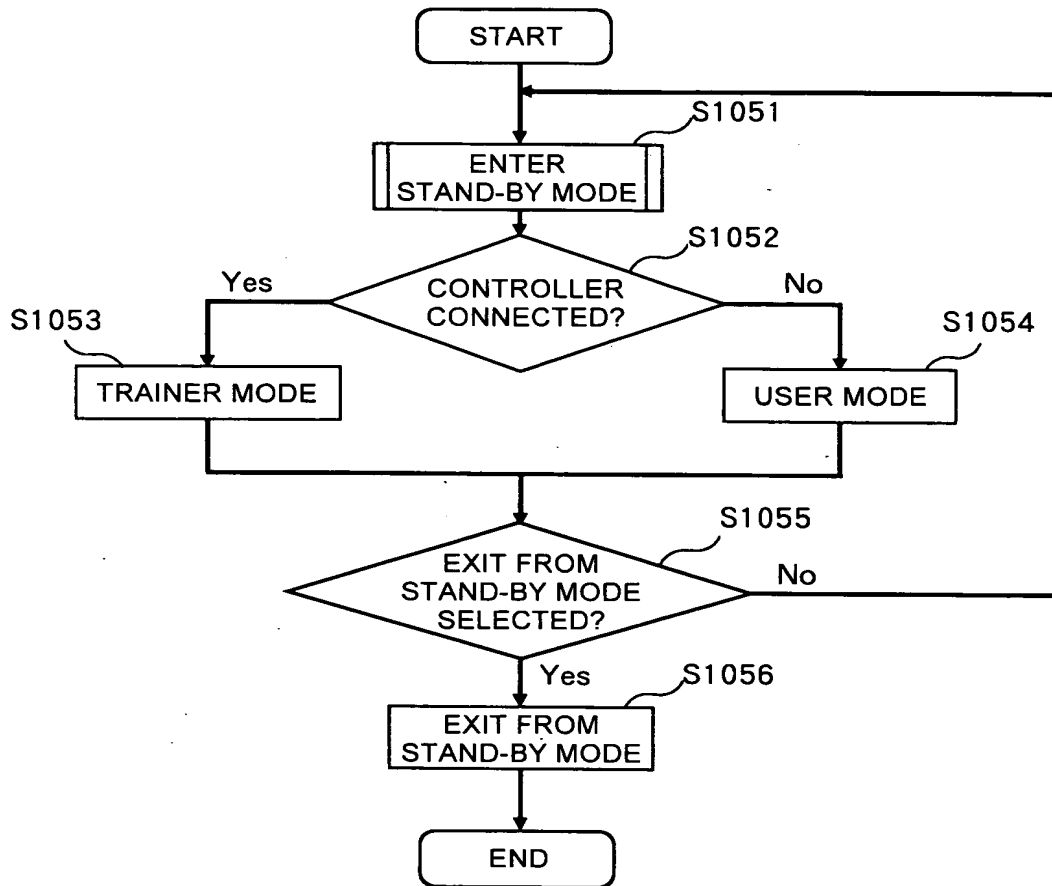 START
S1051
ENTER
STAND-BY MODE
S1052
Yes
CONTROLLER
CONNECTED?
No
S1053
S1054
TRAINER MODE
USER MODE
S1055
EXIT FROM
STAND-BY MODE
SELECTED?
No
Yes
S1056
EXIT FROM
STAND-BY MODE
END